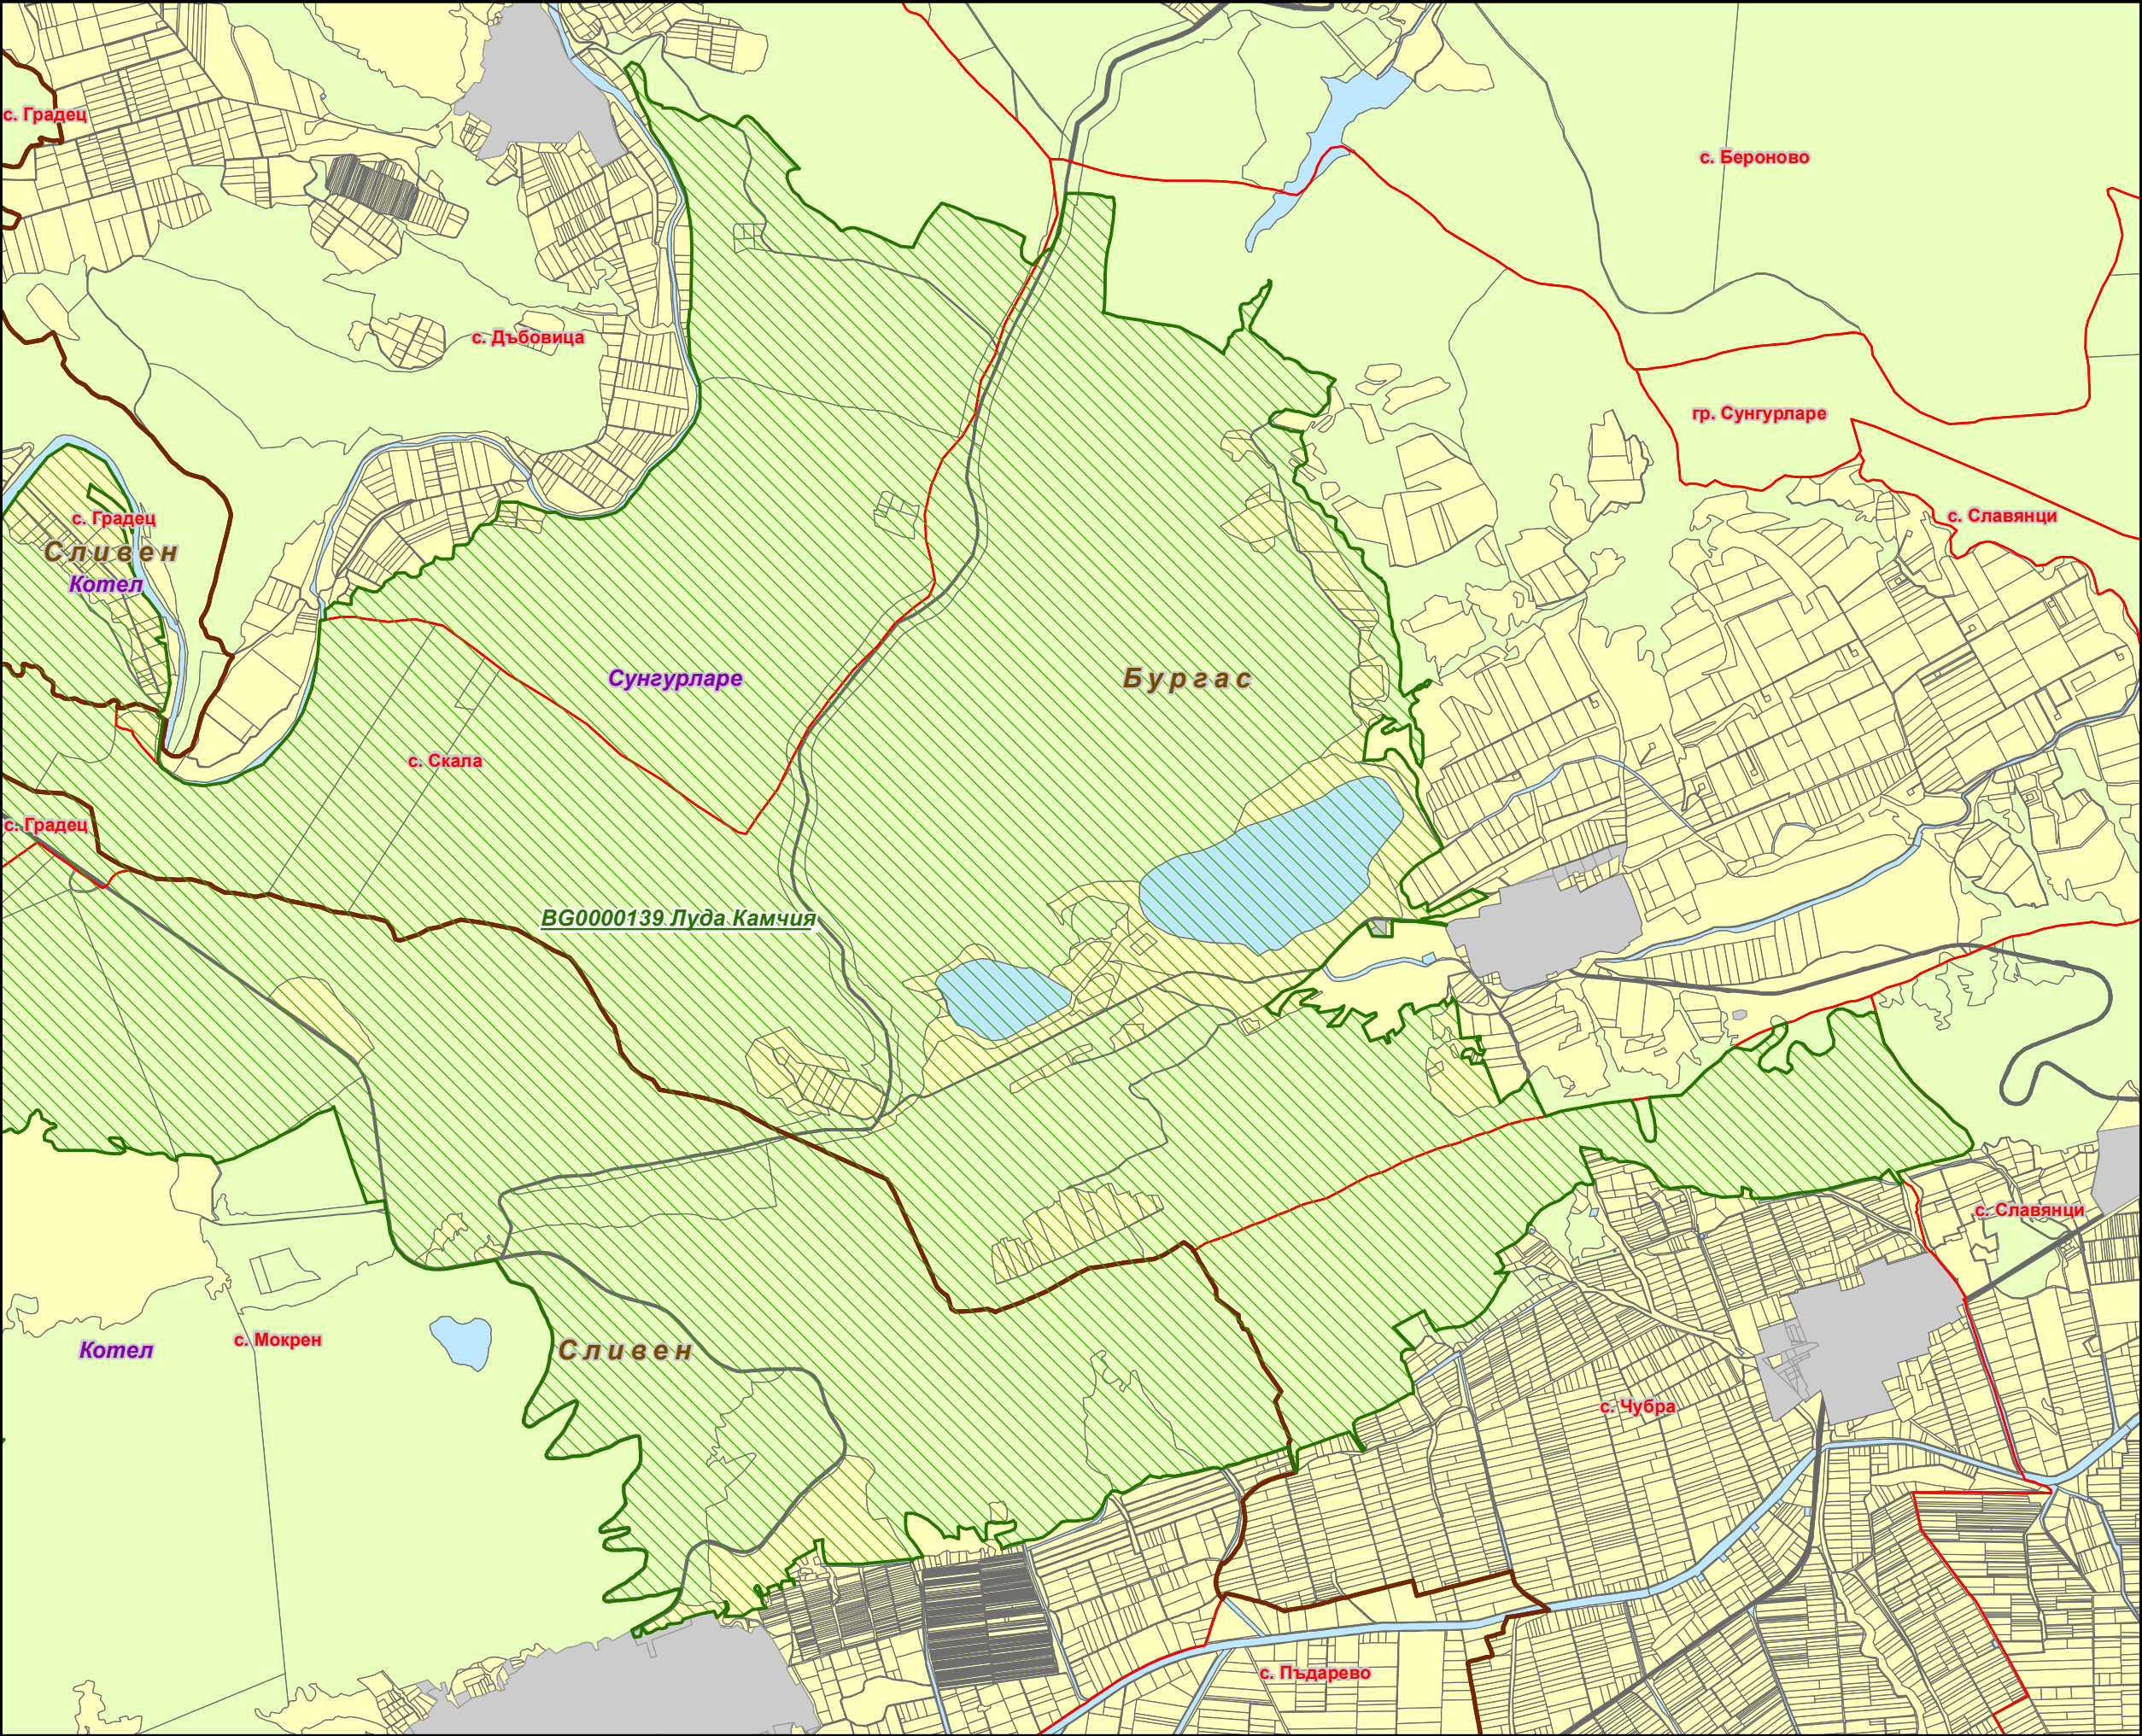 с. Градец
с. Бероново
с. Дъбовица
гр. Сунгурларе
с. Градец
с. Славянци
Сливен
Котел
Сунгурларе
Бургас
с. Скала
с. Градец
BG0000139 Луда Камчия
с. Славянци
с. Мокрен
Котел
Сливен
с. Чубра
с. Пъдарево